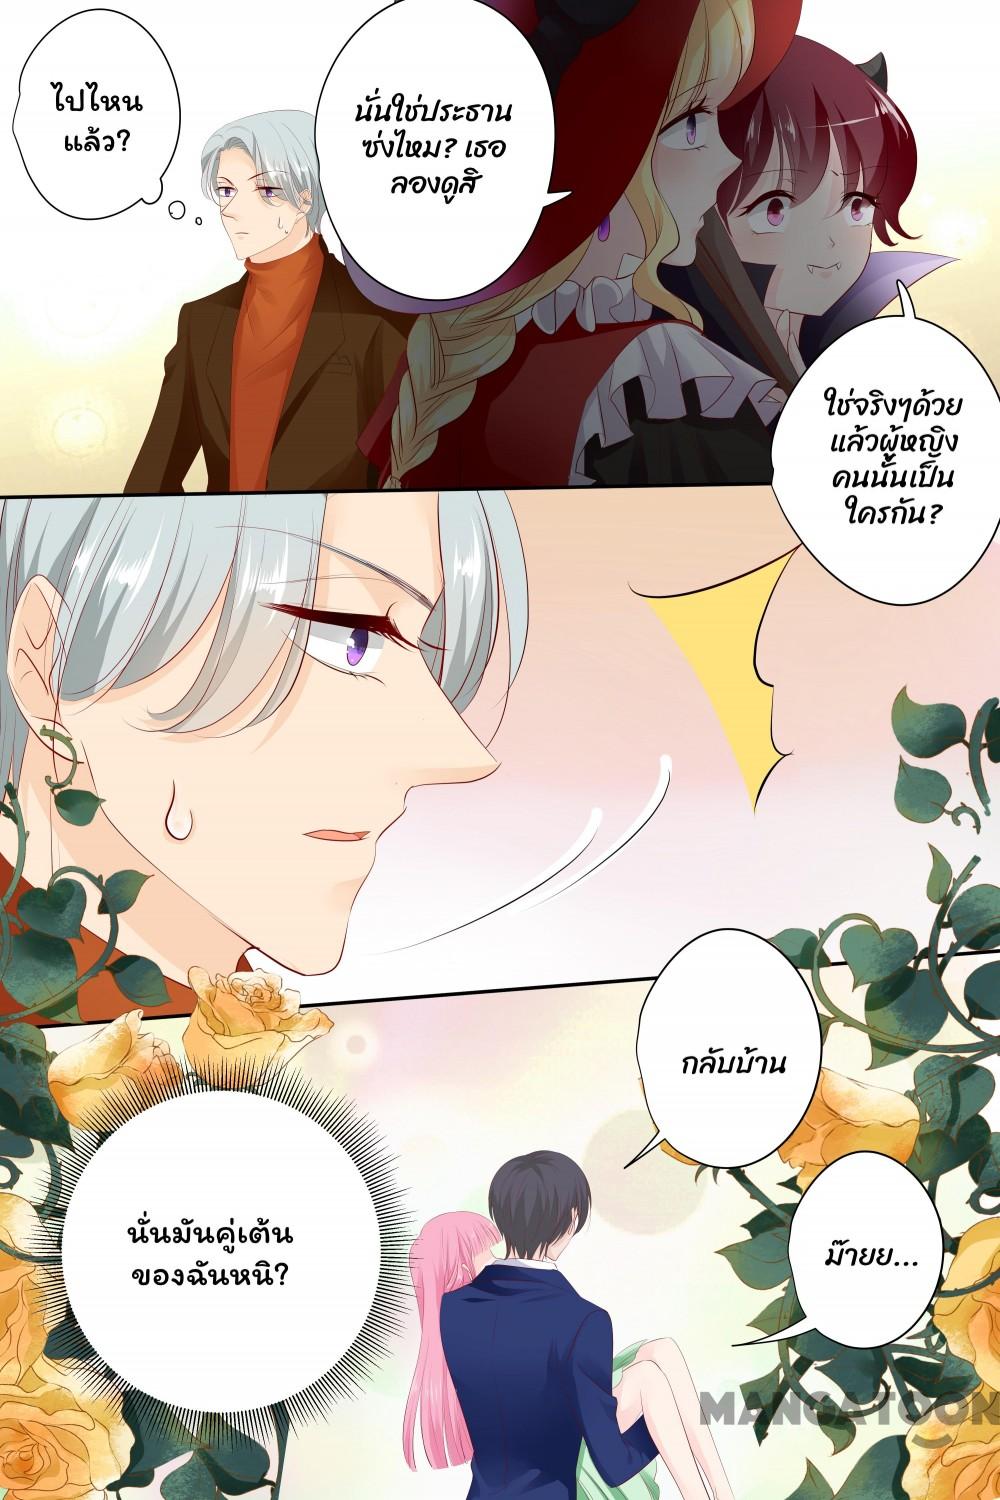 ไปไหน
แล้ว?
นั่นใช่ประธาน
ซ่งไหม? เธอ
ลองดูสิ
ใช่จริงๆด้วย
แล้วผู้หญิง
คนนั้นเป็น
ใครกัน?
กลับบ้าน
ม๊ายย...
นั่นมันคู่เต้น
ของฉันหนิ?
MANGATOON